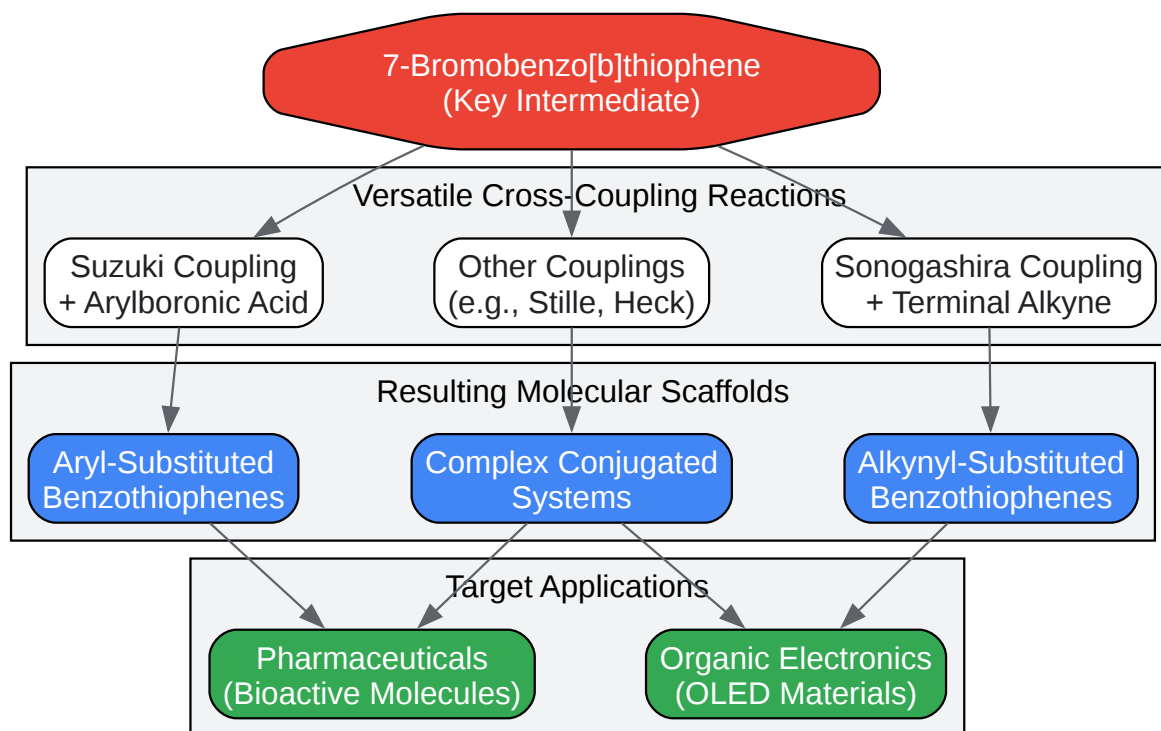 7-Bromobenzo[b]thiophene
(Key Intermediate)
Versatile Cross-Coupling Reactions
Suzuki Coupling
+ Arylboronic Acid
Other Couplings
(e.g., Stille, Heck)
Sonogashira Coupling
+ Terminal Alkyne
Resulting Molecular Scaffolds
Aryl-Substituted
Benzothiophenes
Complex Conjugated
Systems
Alkynyl-Substituted
Benzothiophenes
Target Applications
Pharmaceuticals
(Bioactive Molecules)
Organic Electronics
(OLED Materials)